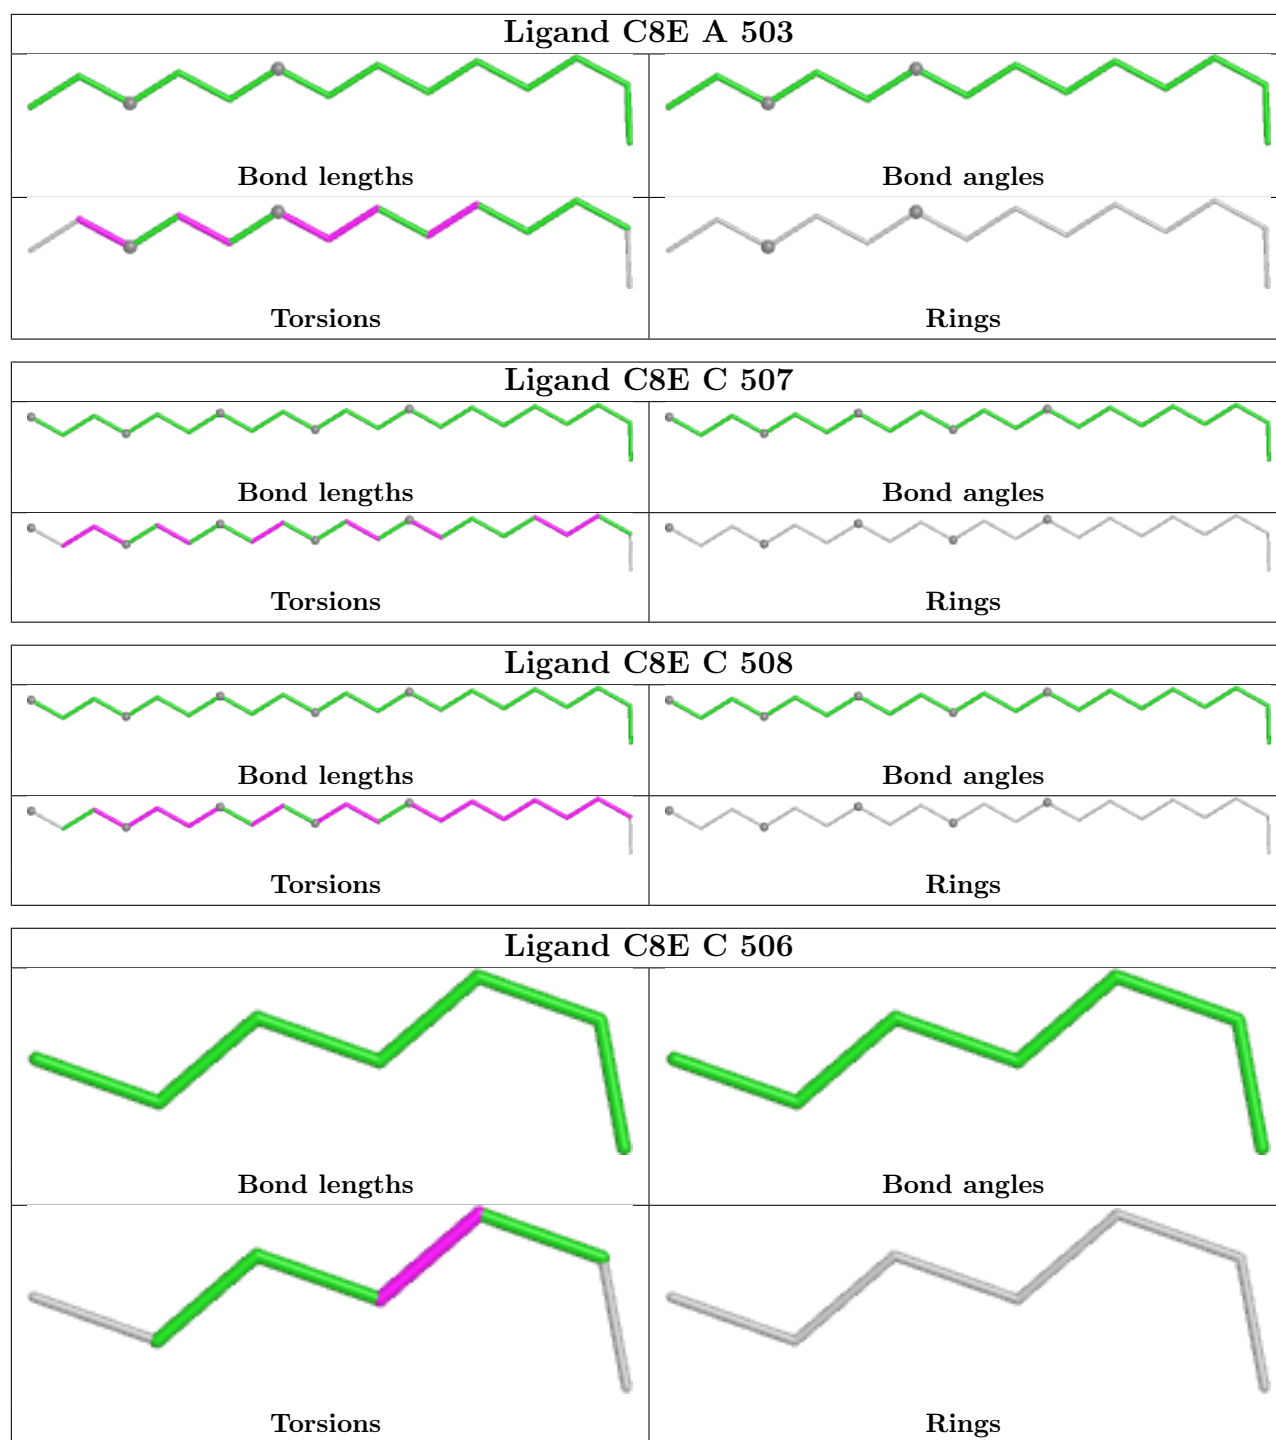 Ligand C8E A 503
Bond lengths
Bond angles
Torsions
Rings
Ligand C8E C 507
Bond lengths
Bond angles
Torsions
Rings
Ligand C8E C 508
Bond lengths
Bond angles
Torsions
Rings
Ligand C8E C 506
Bond lengths
Bond angles
Torsions
Rings